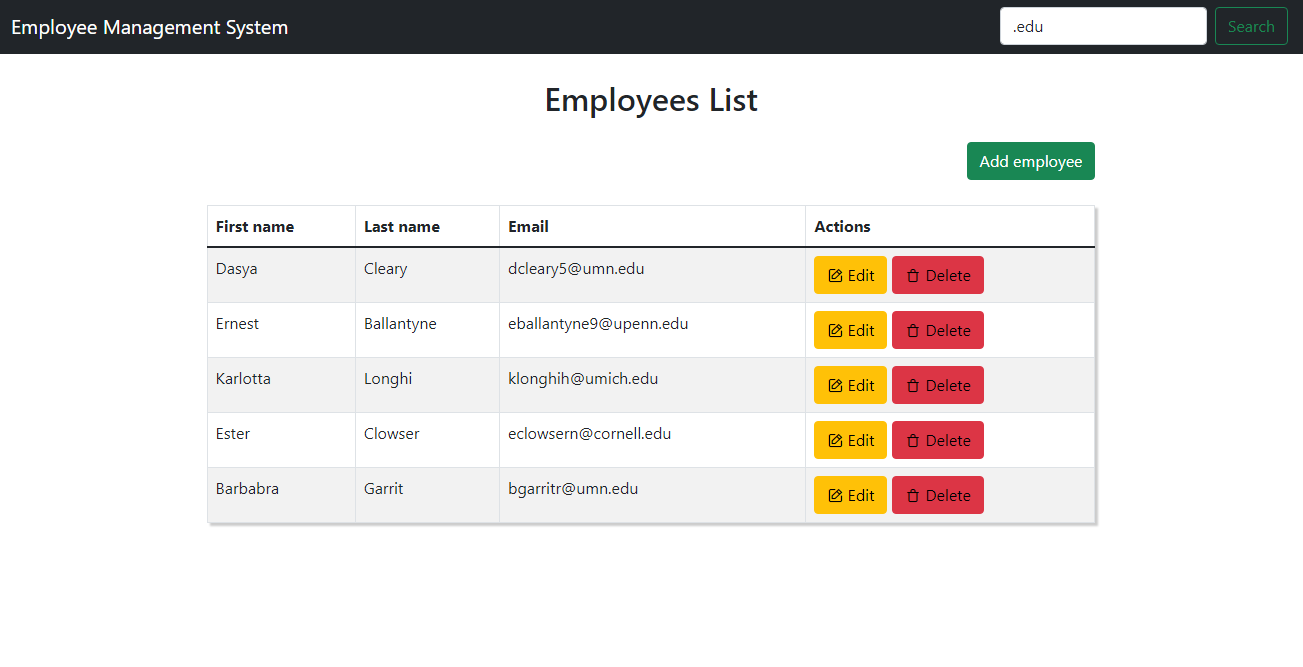 Employee Management System .edu Search
Employees List
Add employee
First name Last name Email Actions
Dasya Cleary dcleary5@umn.edu Edit Delete
Ernest Ballantyne eballantyne9@upenn.edu Edit Delete
Karlotta Longhi klonghih@umich.edu Edit Delete
Ester Clowser eclowsern@cornell.edu Edit Delete
Barbabra Garrit bgarritr@umn.edu Edit Delete